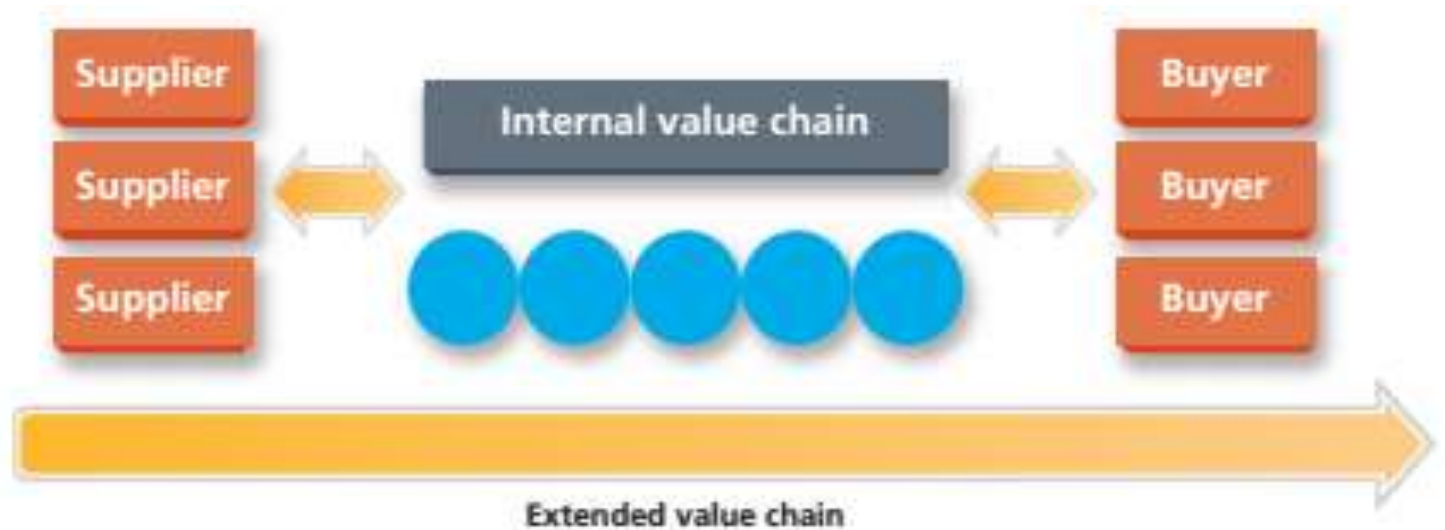 Supplier
Supplier
Supplier
Internal value chain
Buyer
Buyer
Buyer
Extended value chain